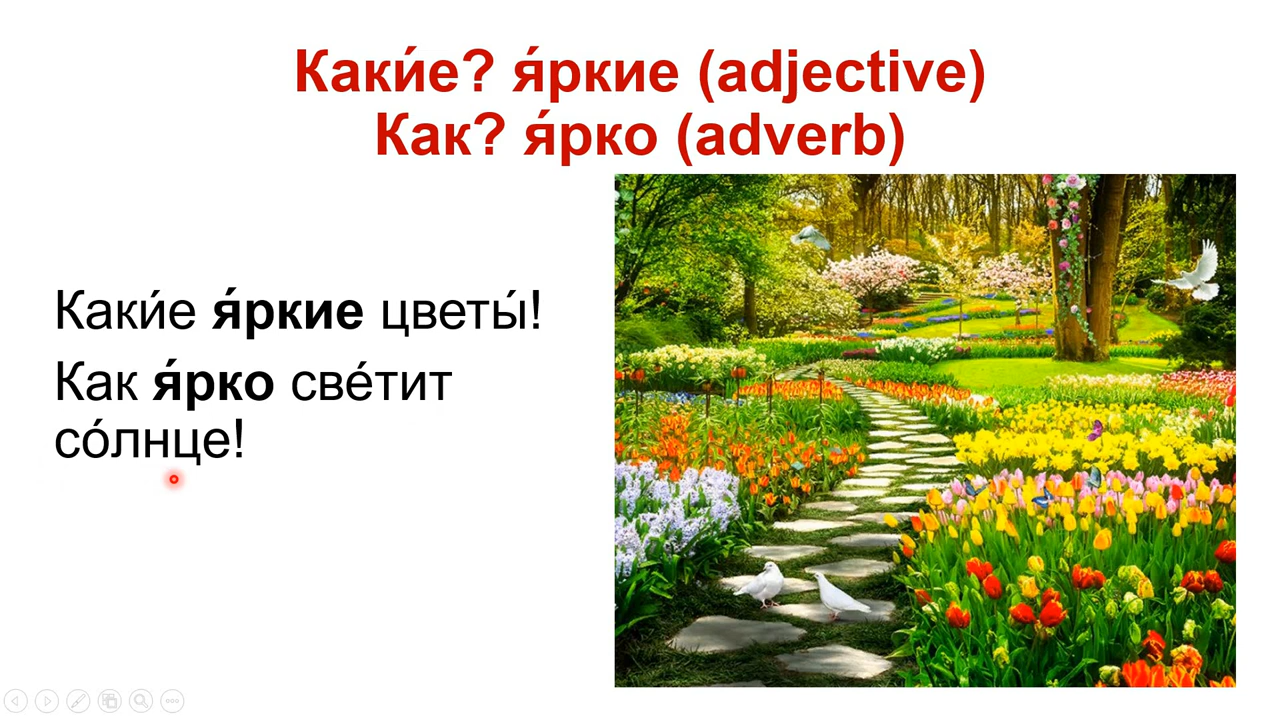 Каки́е? я́ркие (adjective)
Как? я́рко (adverb)
Каки́е я́ркие цветы́!
Как я́рко све́тит
со́лнце!